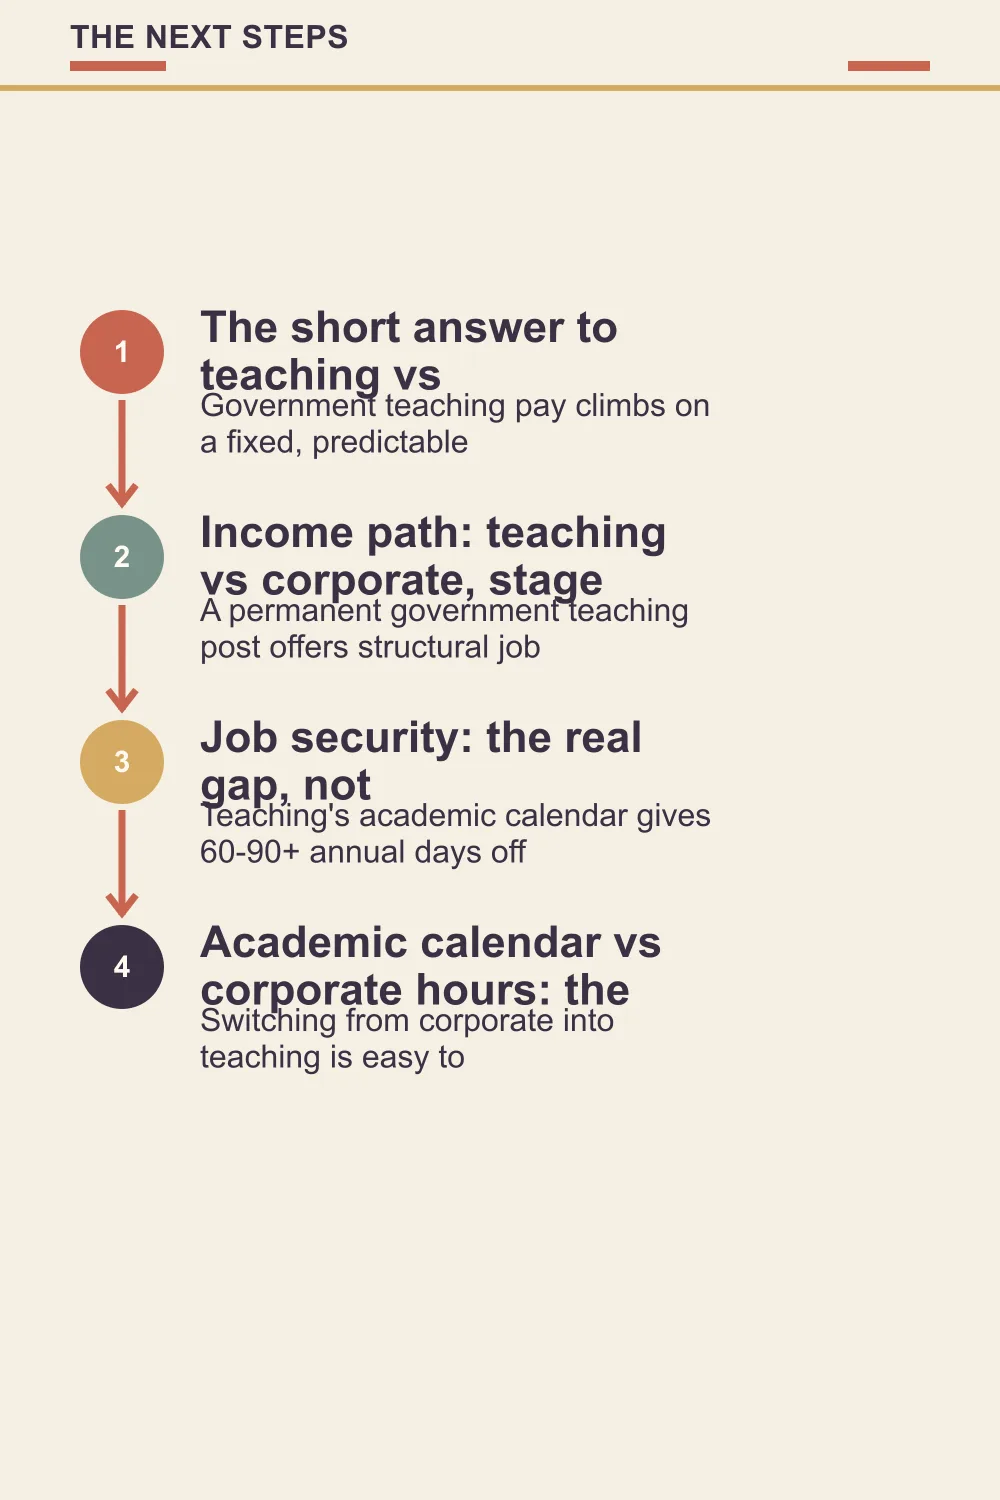 THE NEXT STEPS
1
The short answer to
teaching vs
Government teaching pay climbs on
a fixed, predictable
2
Income path: teaching
vs corporate, stage
A permanent government teaching
post offers structural job
3
Job security: the real
gap, not
Teaching's academic calendar gives
60-90+ annual days off
4
Academic calendar vs
corporate hours: the
Switching from corporate into
teaching is easy to